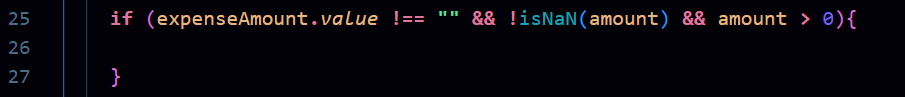 25 if (expenseAmount.value !== "" && !isNaN(amount) && amount > 0){
26
27 }